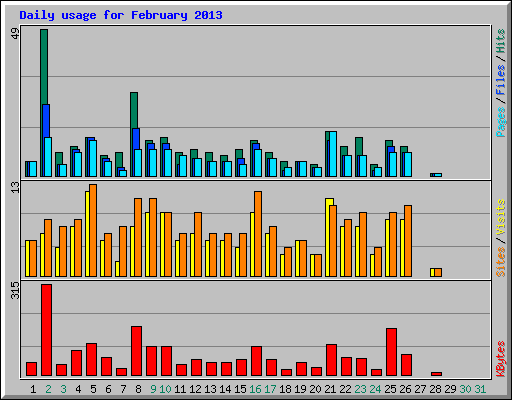 Daily usage for February 2013
49
Pages / Files / Hits
13
Sites / Visits
315
KBytes
1 2 3 4 5 6 7 8 9 10 11 12 13 14 15 16 17 18 19 20 21 22 23 24 25 26 27 28 29 30 31